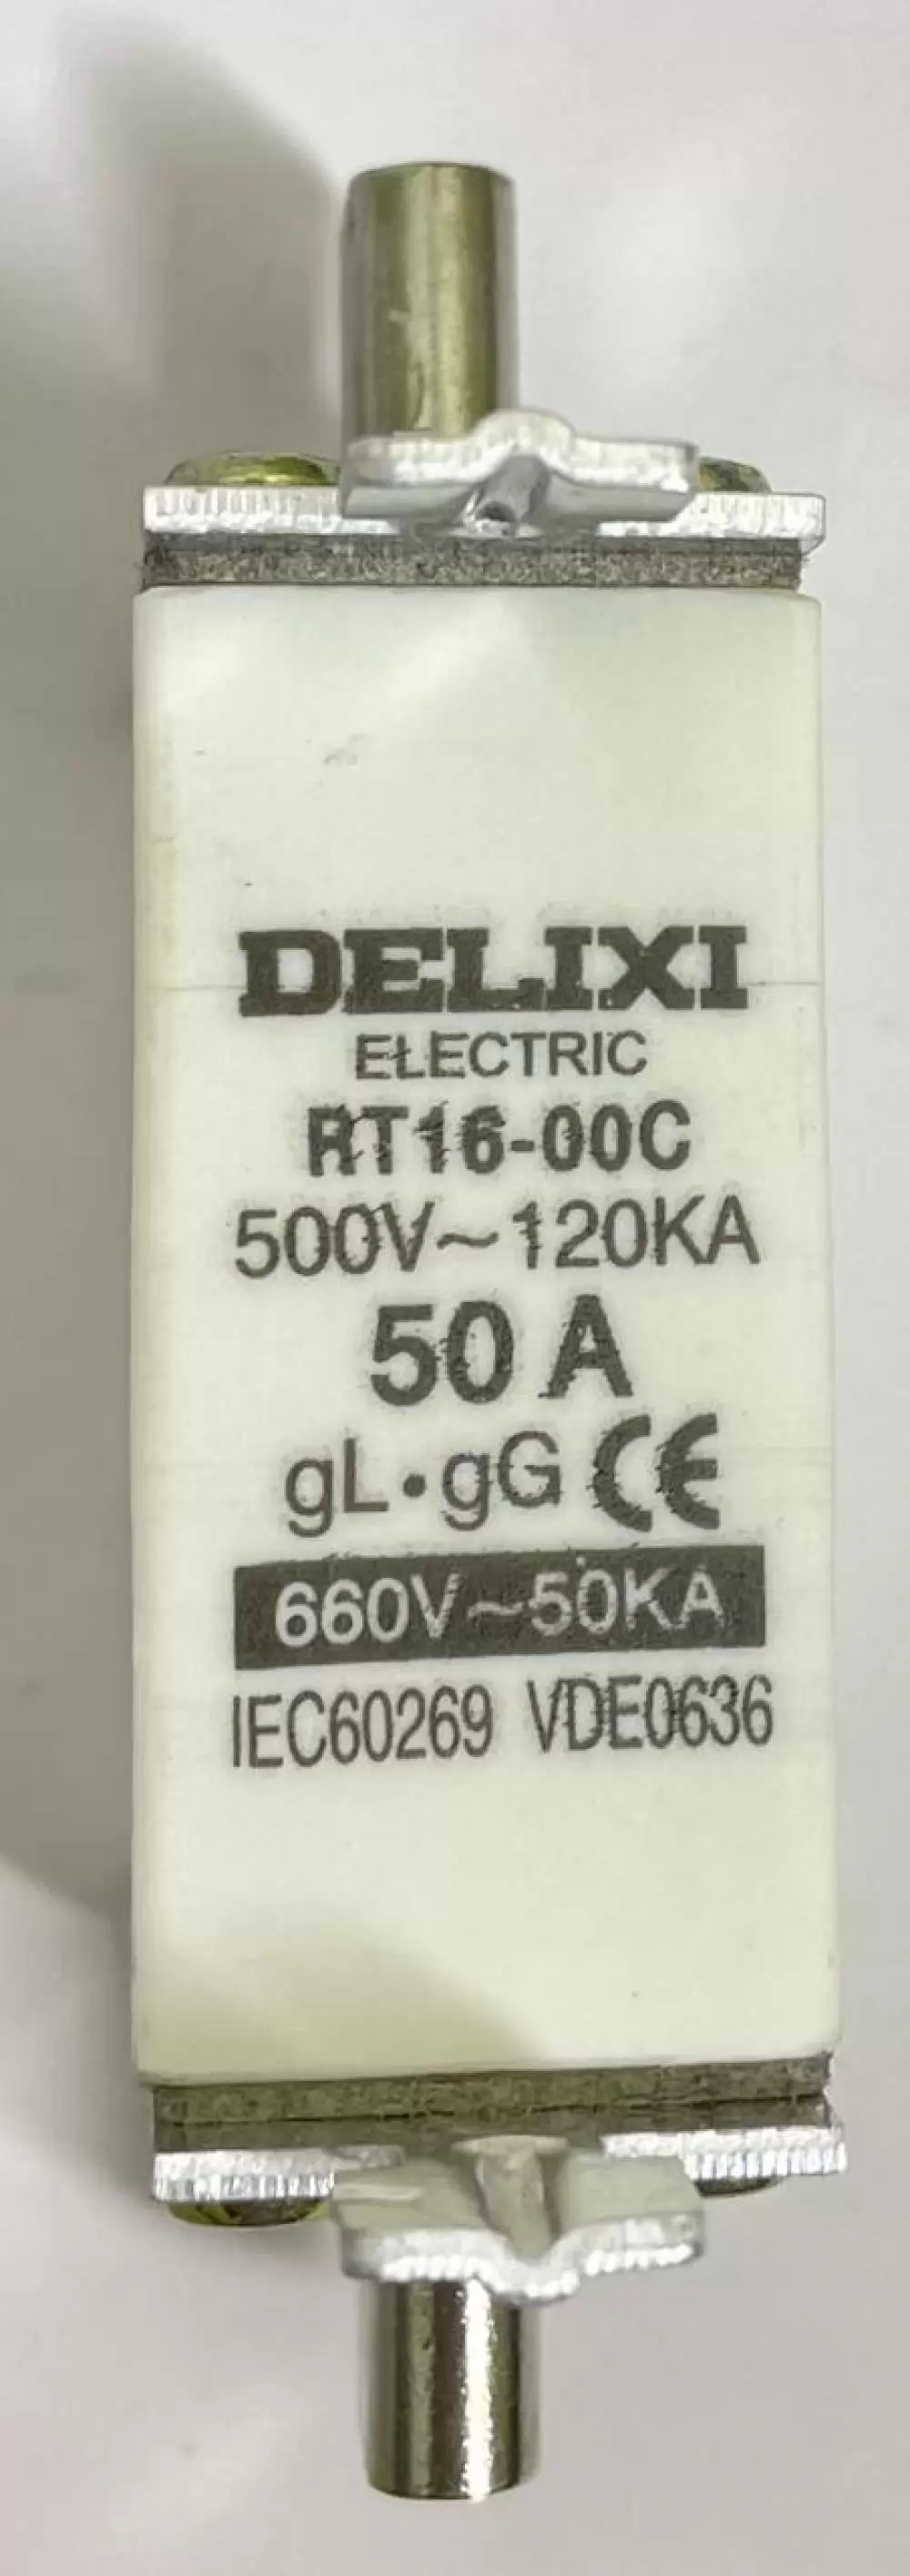 DELIXI
ELECTRIC
RT16-00C
500V~120KA
50 A
gL·gG CE
660V~50KA
IEC60269 VDE0636